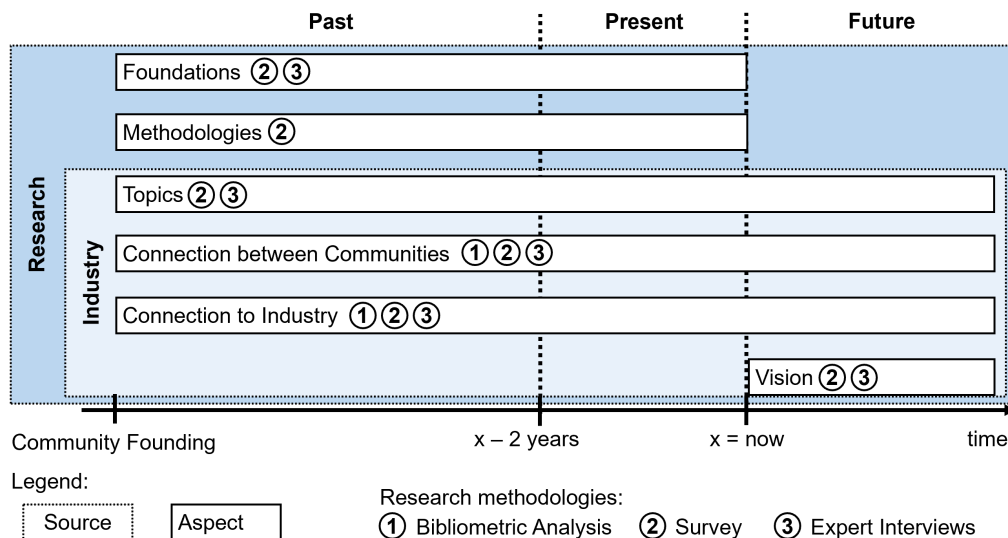 Past Present Future
Foundations ② ③
Methodologies ②
Topics ② ③
Connection between Communities ① ② ③
Connection to Industry ① ② ③
Vision ② ③
Research
Industry
Community Founding x – 2 years x = now time
Legend:
Source Aspect
Research methodologies:
① Bibliometric Analysis ② Survey ③ Expert Interviews